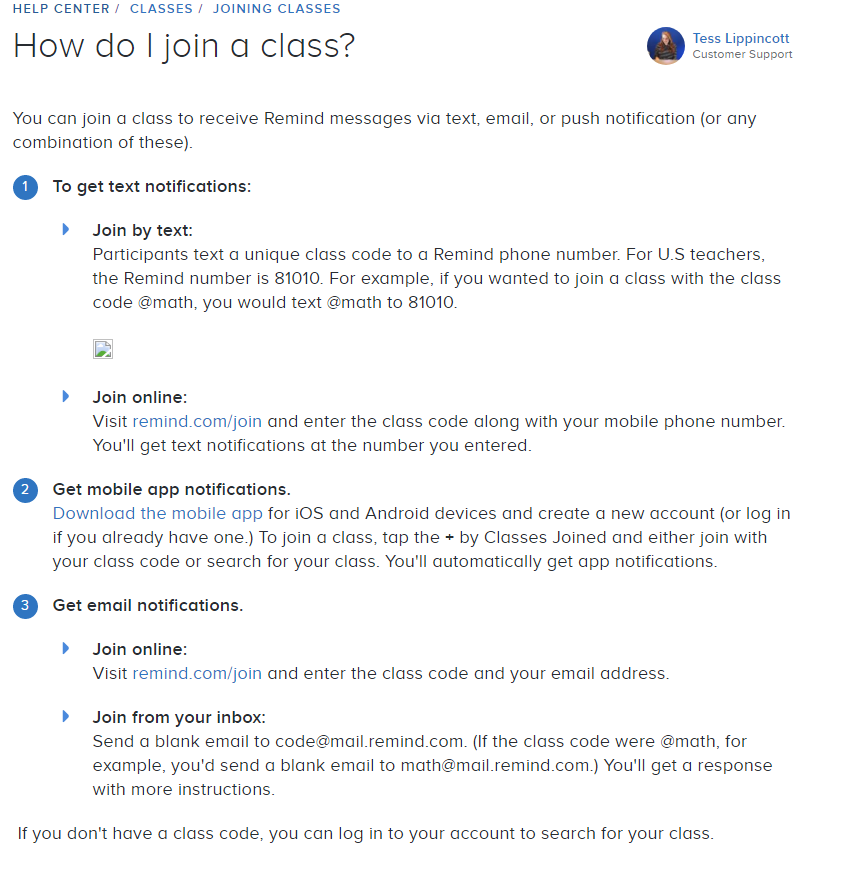 HELP CENTER / CLASSES / JOINING CLASSES
How do I join a class?
Tess Lippincott
Customer Support
You can join a class to receive Remind messages via text, email, or push notification (or any
combination of these).
1 To get text notifications:
Join by text:
Participants text a unique class code to a Remind phone number. For U.S teachers,
the Remind number is 81010. For example, if you wanted to join a class with the class
code @math, you would text @math to 81010.
Join online:
Visit remind.com/join and enter the class code along with your mobile phone number.
You'll get text notifications at the number you entered.
2 Get mobile app notifications.
Download the mobile app for iOS and Android devices and create a new account (or log in
if you already have one.) To join a class, tap the + by Classes Joined and either join with
your class code or search for your class. You'll automatically get app notifications.
3 Get email notifications.
Join online:
Visit remind.com/join and enter the class code and your email address.
Join from your inbox:
Send a blank email to code@mail.remind.com. (If the class code were @math, for
example, you'd send a blank email to math@mail.remind.com.) You'll get a response
with more instructions.
If you don't have a class code, you can log in to your account to search for your class.